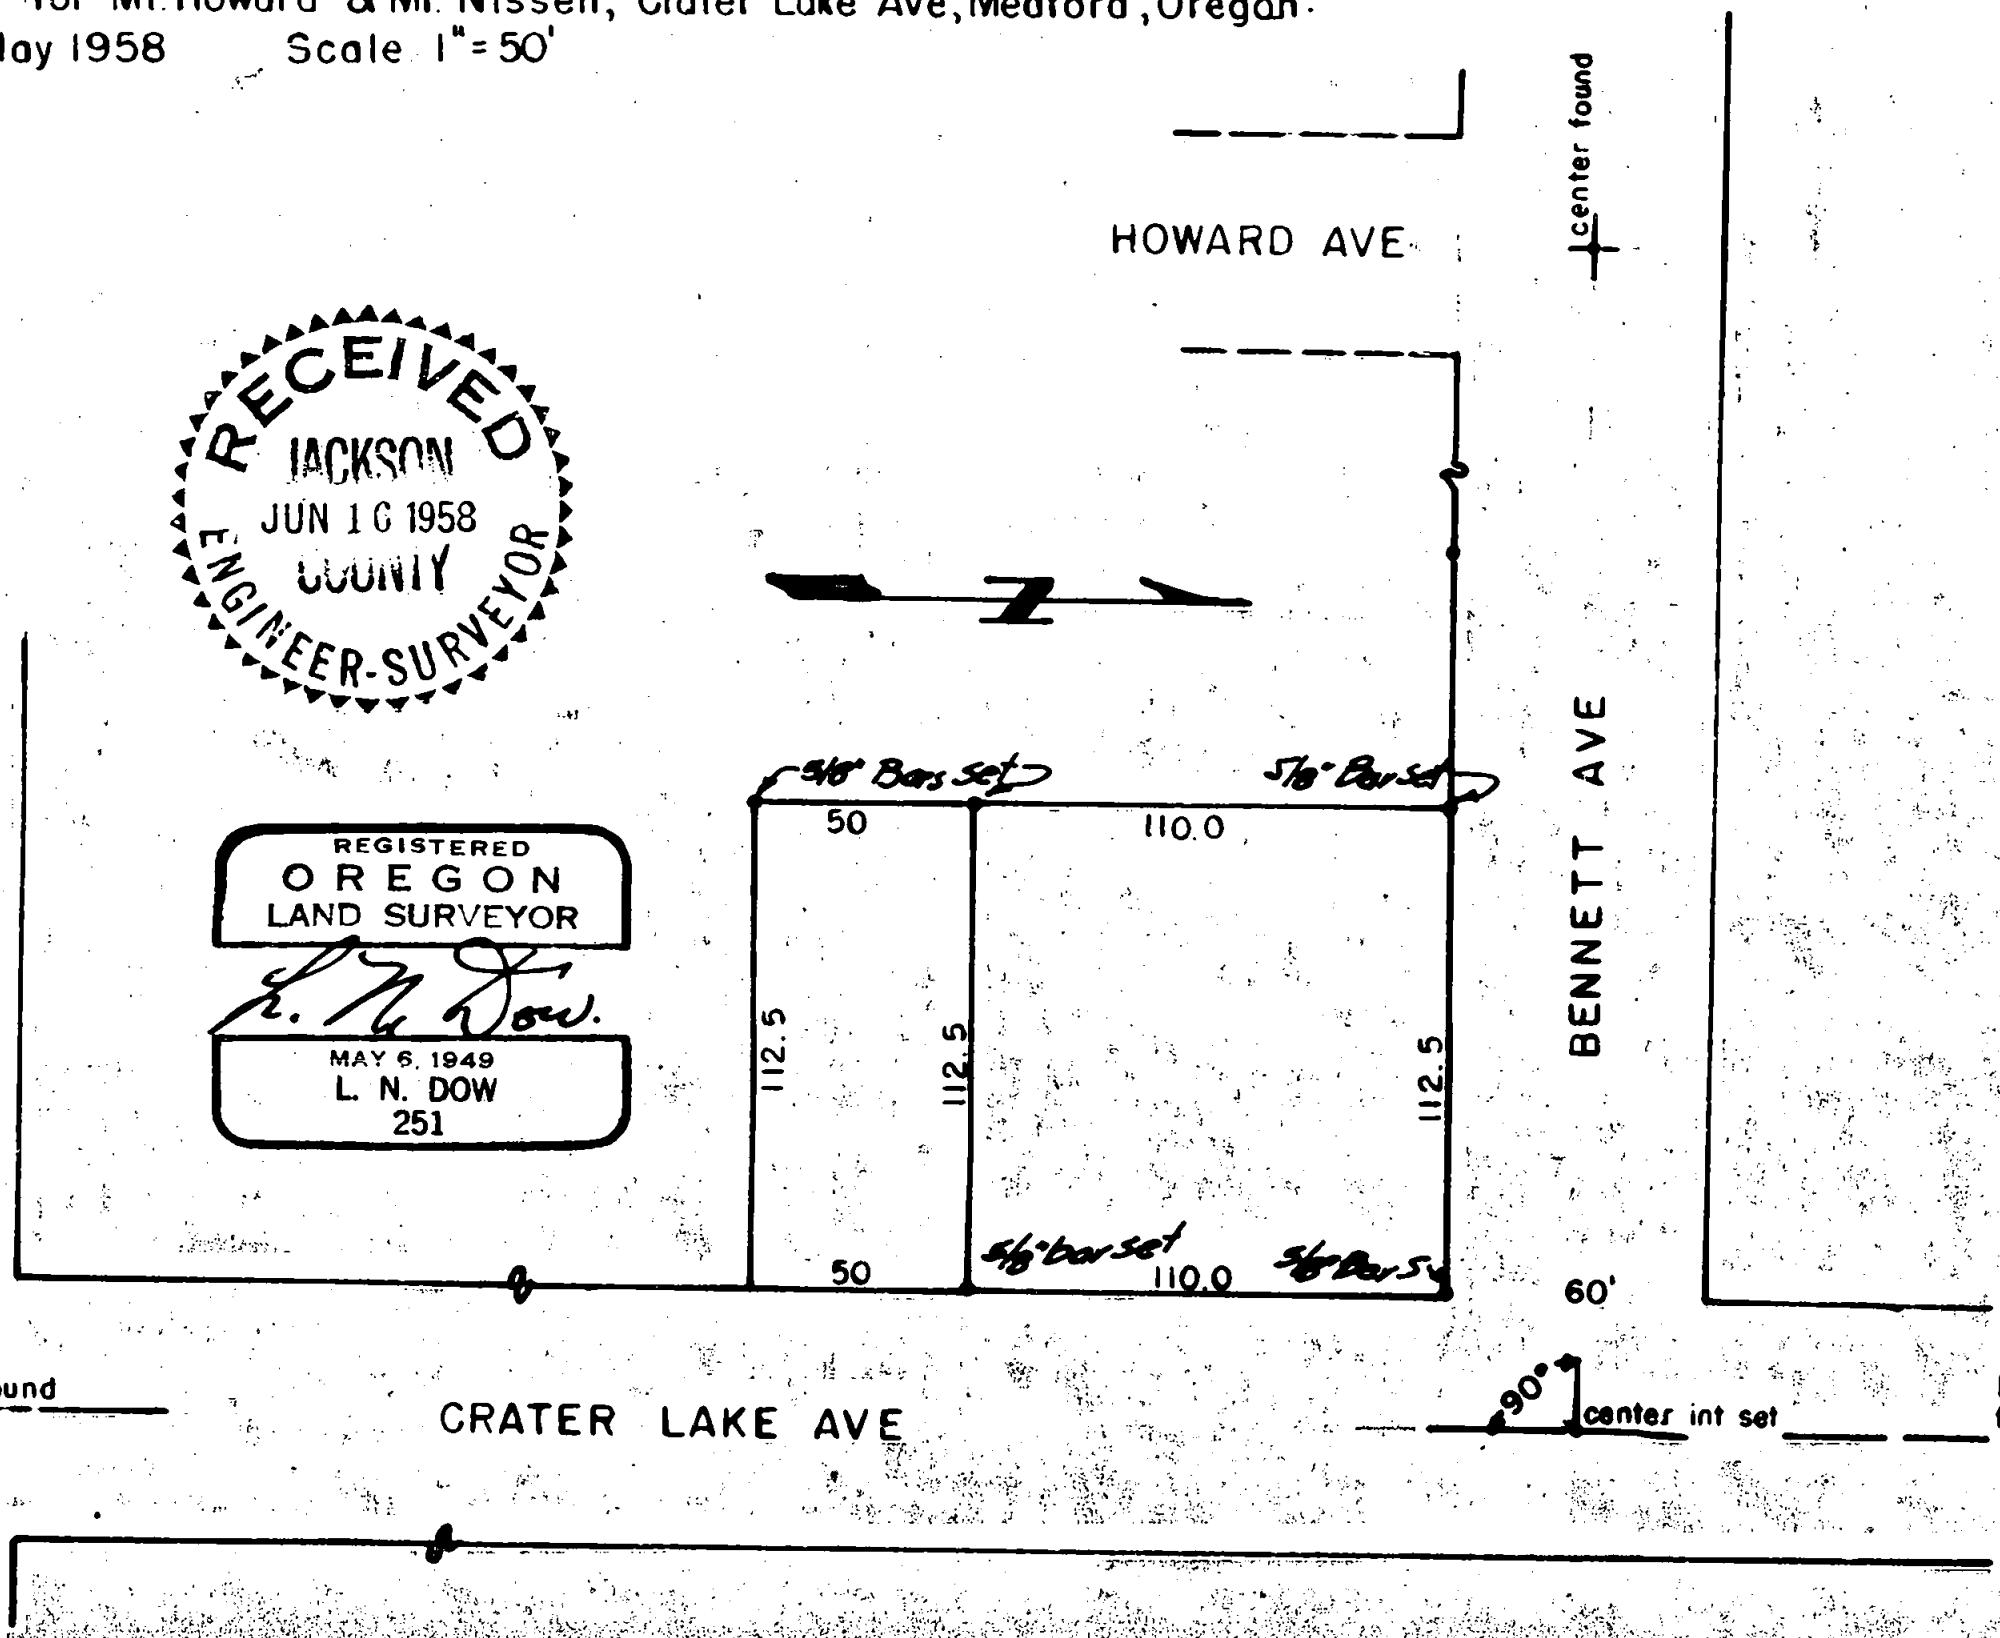 for Mr. Howard & Mr. Nissen, Crater Lake Ave, Medford, Oregon.
May 1958 Scale 1"=50'
center found
HOWARD AVE
RECEIVED
JACKSON
JUN 16 1958
COUNTY
ENGINEER-SURVEYOR
N
5/8" Bars set
5/8" Bar set
50
110.0
REGISTERED
OREGON
LAND SURVEYOR
L. N. Dow.
MAY 6, 1949
L. N. DOW
251
112.5
112.5
112.5
BENNETT AVE
5/8" bar set
5/8" Bar S
50
110.0
60'
90°
center int set
ound
CRATER LAKE AVE